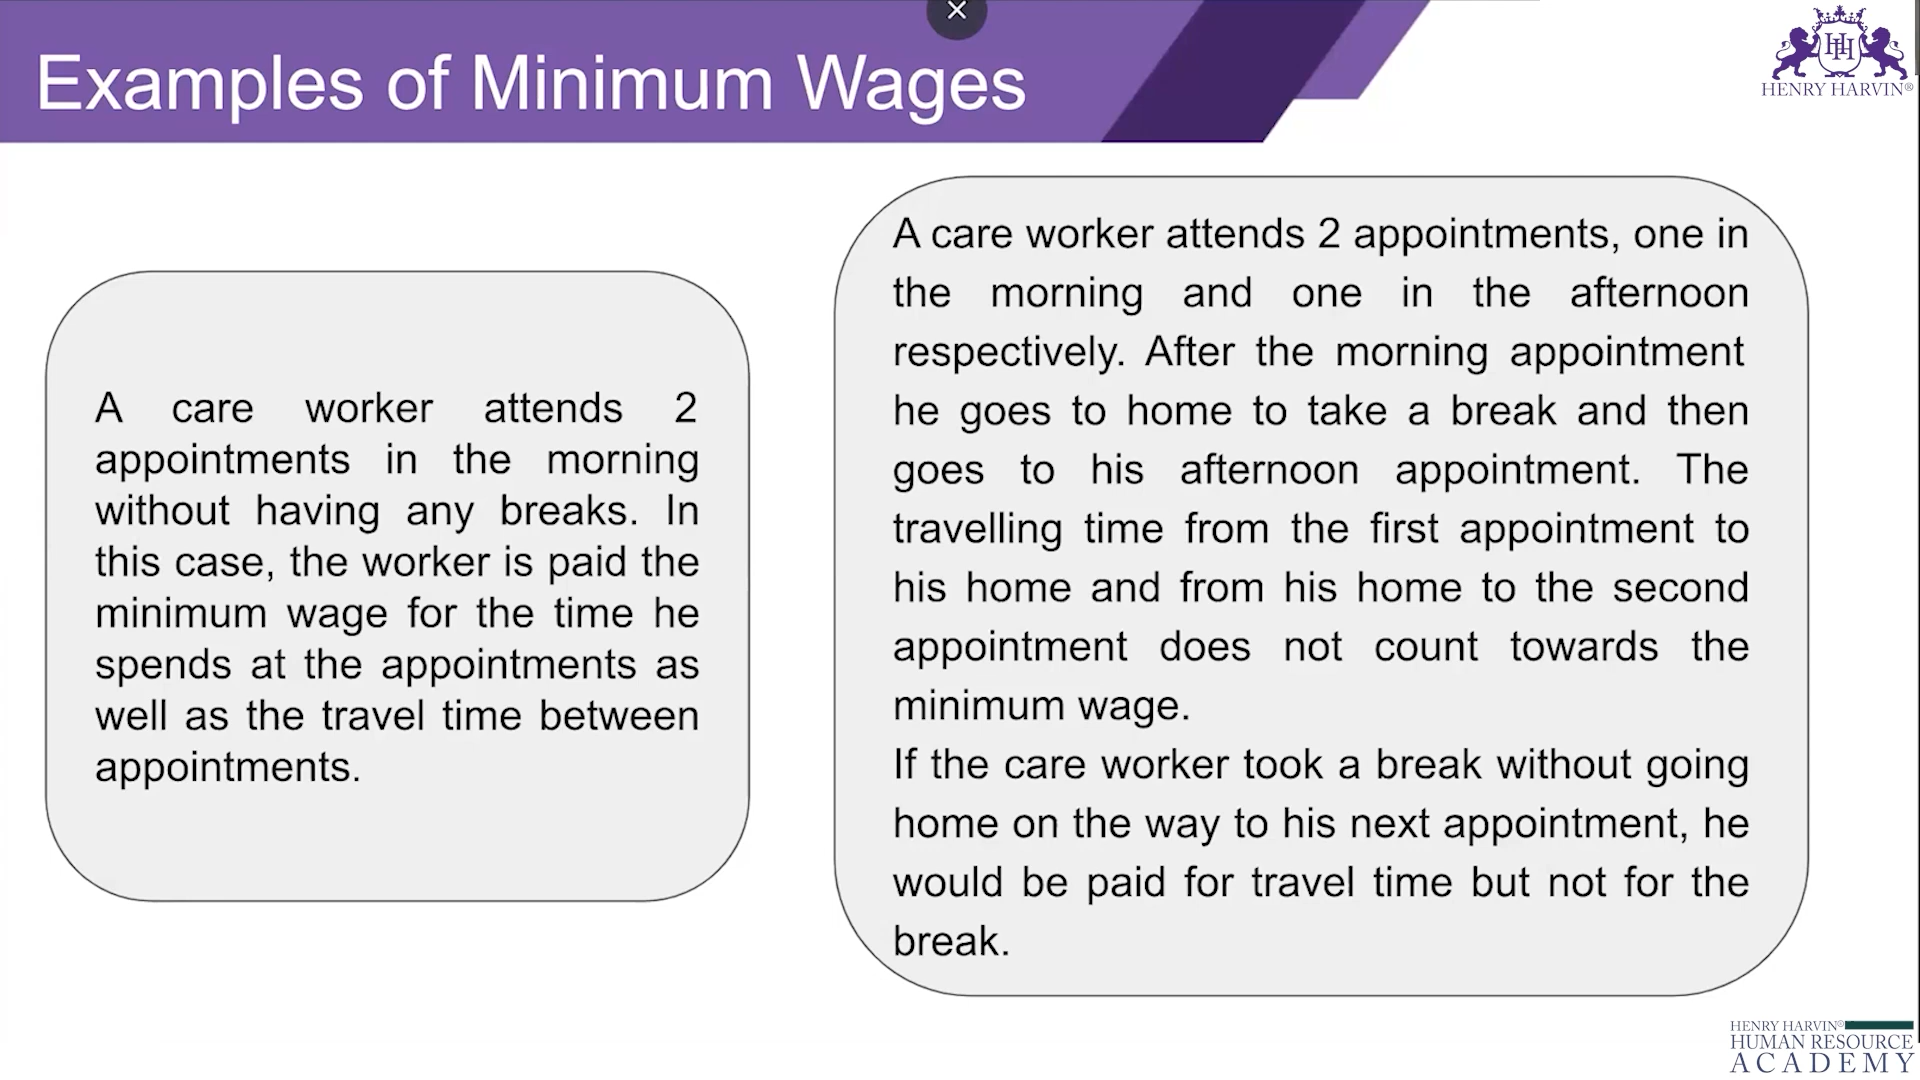 Examples of Minimum Wages
HH
HENRY HARVIN®
A care worker attends 2
appointments in the morning
without having any breaks. In
this case, the worker is paid the
minimum wage for the time he
spends at the appointments as
well as the travel time between
appointments.
A care worker attends 2 appointments, one in
the morning and one in the afternoon
respectively. After the morning appointment
he goes to home to take a break and then
goes to his afternoon appointment. The
travelling time from the first appointment to
his home and from his home to the second
appointment does not count towards the
minimum wage.
If the care worker took a break without going
home on the way to his next appointment, he
would be paid for travel time but not for the
break.
HENRY HARVIN®
HUMAN RESOURCE
ACADEMY